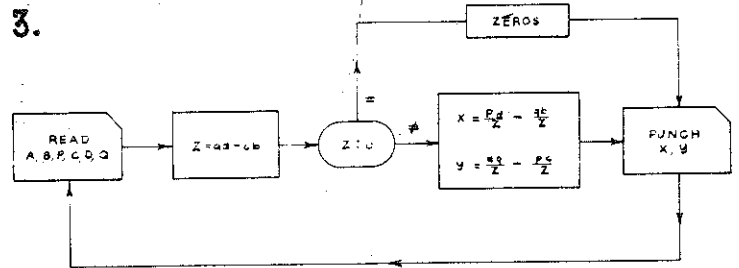 3.
ZEROS
=
READ
A, B, P, C, D, Q
Z = ad - cb
Z : 0
≠
X = pd/Z - qb/Z
y = aq/Z - pc/Z
PUNCH
X, y